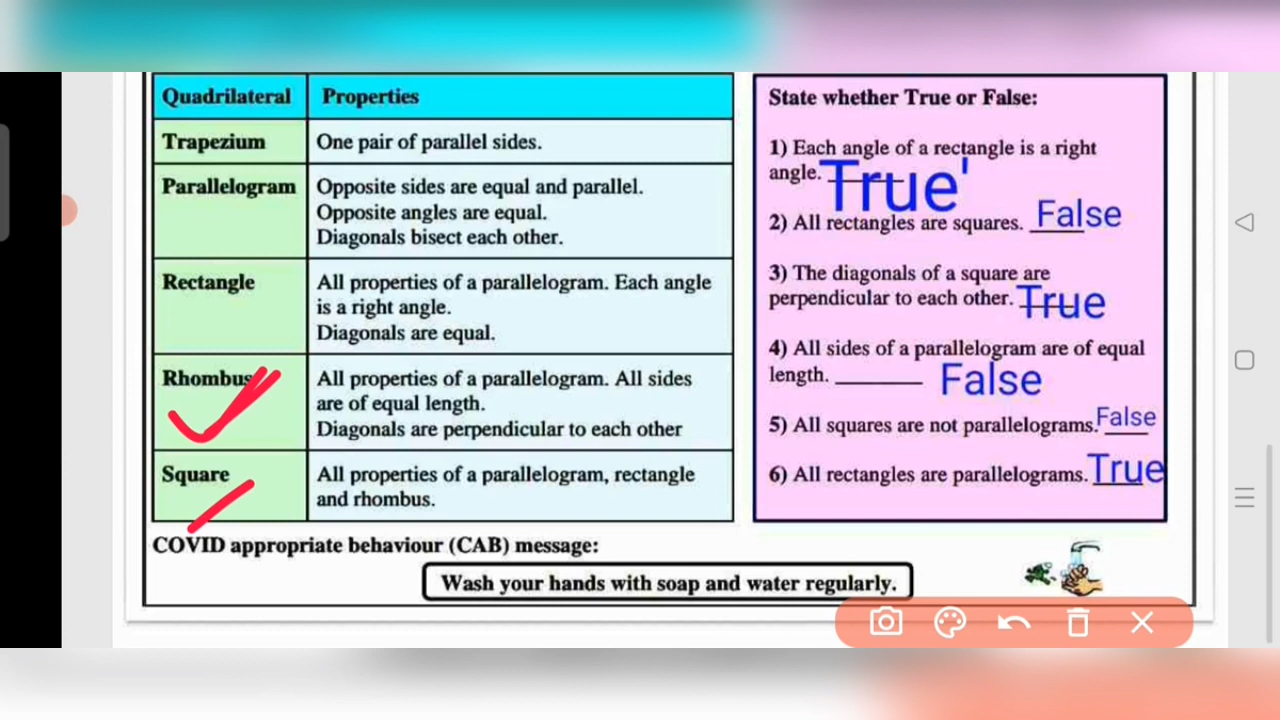 Quadrilateral Properties
Trapezium One pair of parallel sides.
Parallelogram Opposite sides are equal and parallel.
Opposite angles are equal.
Diagonals bisect each other.
Rectangle All properties of a parallelogram. Each angle
is a right angle.
Diagonals are equal.
Rhombus All properties of a parallelogram. All sides
are of equal length.
Diagonals are perpendicular to each other
Square All properties of a parallelogram, rectangle
and rhombus.
State whether True or False:
1) Each angle of a rectangle is a right
angle. True'
2) All rectangles are squares. False
3) The diagonals of a square are
perpendicular to each other. True
4) All sides of a parallelogram are of equal
length. False
5) All squares are not parallelograms. False
6) All rectangles are parallelograms. True
COVID appropriate behaviour (CAB) message:
Wash your hands with soap and water regularly.